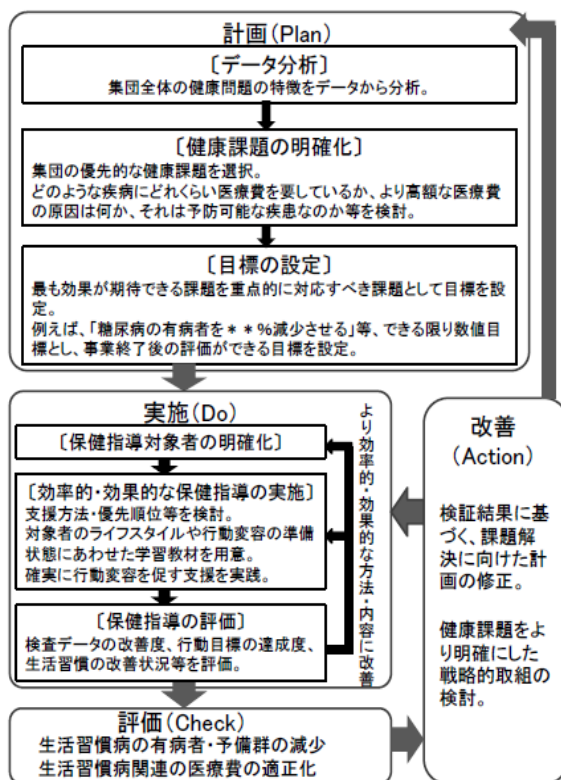 計画(Plan)
〔データ分析〕
集団全体の健康問題の特徴をデータから分析。
〔健康課題の明確化〕
集団の優先的な健康課題を選択。
どのような疾病にどれくらい医療費を要しているか、より高額な医療費
の原因は何か、それは予防可能な疾患なのか等を検討。
〔目標の設定〕
最も効果が期待できる課題を重点的に対応すべき課題として目標を設
定。
例えば、「糖尿病の有病者を＊＊%減少させる」等、できる限り数値目
標とし、事業終了後の評価ができる目標を設定。
実施(Do)
〔保健指導対象者の明確化〕
〔効率的・効果的な保健指導の実施〕
支援方法・優先順位等を検討。
対象者のライフスタイルや行動変容の準備
状態にあわせた学習教材を用意。
確実に行動変容を促す支援を実践。
〔保健指導の評価〕
検査データの改善度、行動目標の達成度、
生活習慣の改善状況等を評価。
より効率的・効果的な方法・内容に改善
評価(Check)
生活習慣病の有病者・予備群の減少
生活習慣病関連の医療費の適正化
改善
(Action)
検証結果に基
づく、課題解
決に向けた計
画の修正。
健康課題をよ
り明確にした
戦略的取組の
検討。